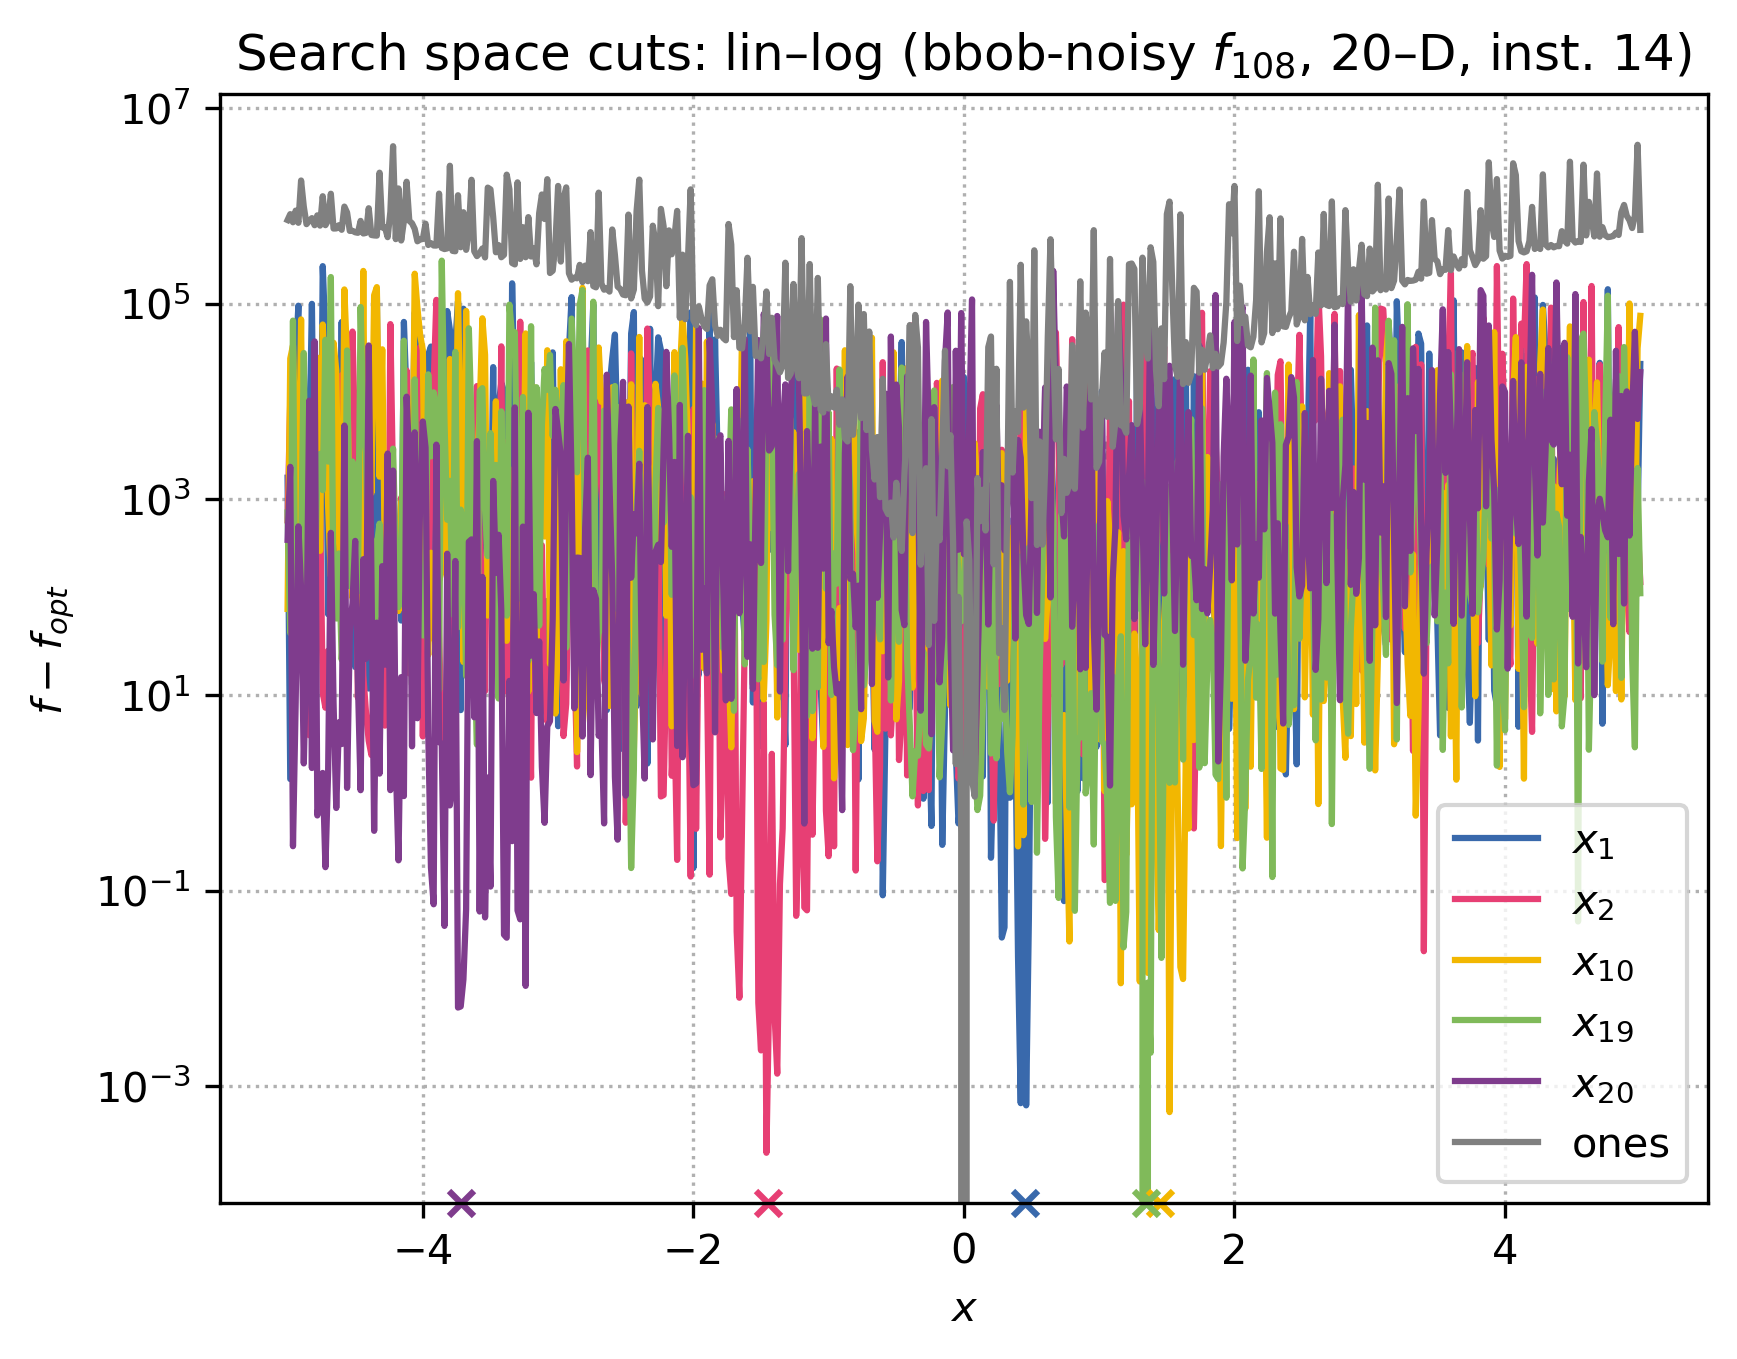 Search space cuts: lin–log (bbob-noisy f108, 20–D, inst. 14)
10^7
10^5
10^3
10^1
10^−1
10^−3
f − fopt
−4
−2
0
2
4
x
x1
x2
x10
x19
x20
ones